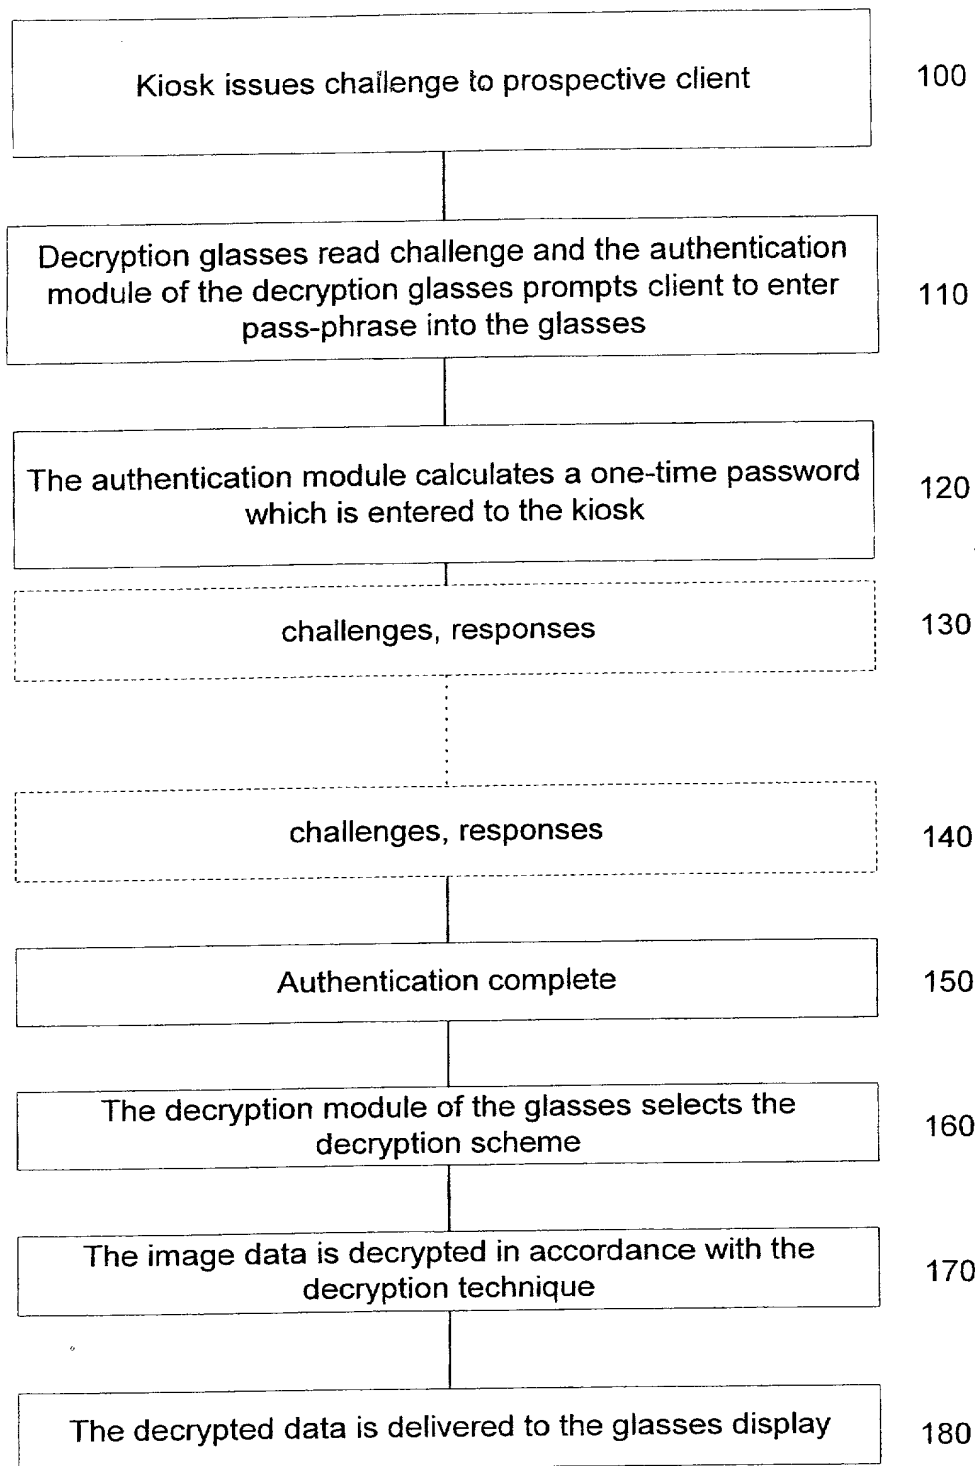 Kiosk issues challenge to prospective client
100
Decryption glasses read challenge and the authentication
module of the decryption glasses prompts client to enter
pass-phrase into the glasses
110
The authentication module calculates a one-time password
which is entered to the kiosk
120
challenges, responses
130
challenges, responses
140
Authentication complete
150
The decryption module of the glasses selects the
decryption scheme
160
The image data is decrypted in accordance with the
decryption technique
170
The decrypted data is delivered to the glasses display
180